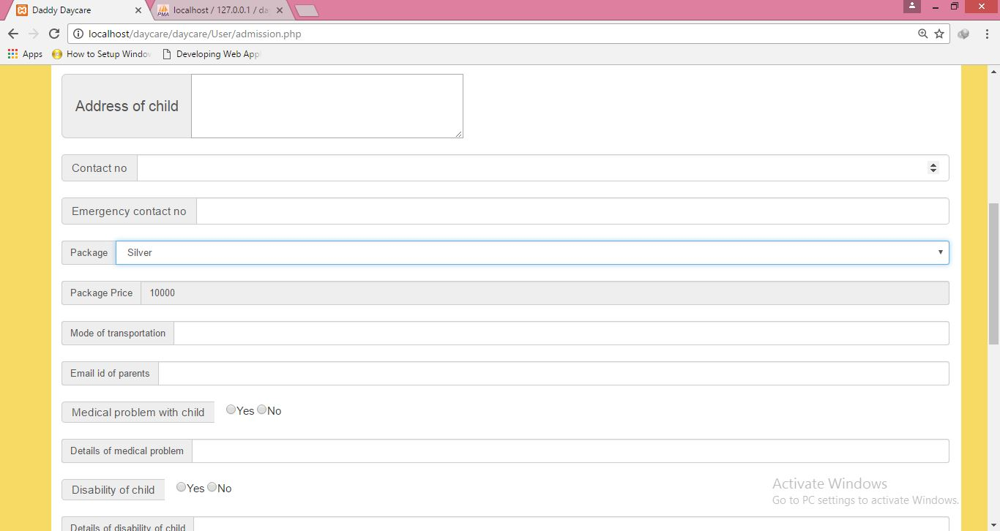 Daddy Daycare
PMA
localhost / 127.0.0.1 / da
localhost/daycare/daycare/User/admission.php
Apps
How to Setup Windo
Developing Web App
Address of child
Contact no
Emergency contact no
Package
Silver
Package Price
10000
Mode of transportation
Email id of parents
Medical problem with child
Yes
No
Details of medical problem
Disability of child
Yes
No
Activate Windows
Go to PC settings to activate Windows.
Details of disability of child